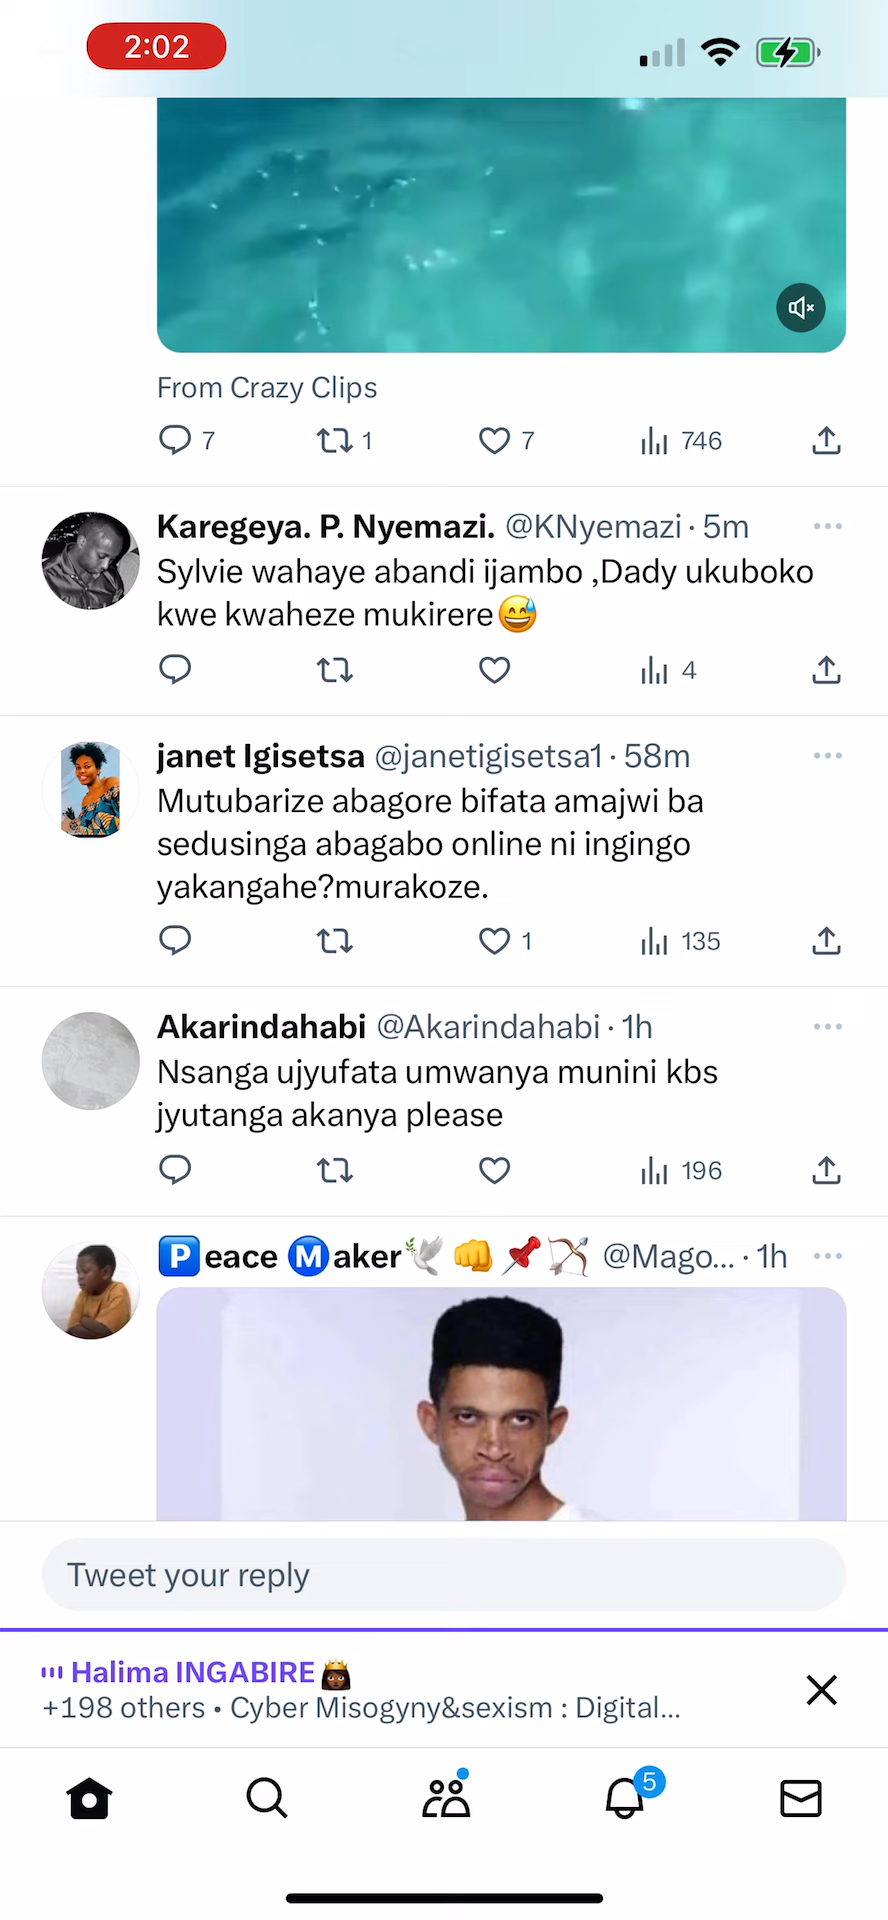 2:02
From Crazy Clips
7 1 7 746
Karegeya. P. Nyemazi. @KNyemazi · 5m
Sylvie wahaye abandi ijambo ,Dady ukuboko
kwe kwaheze mukirere😅
4
janet Igisetsa @janetigisetsa1 · 58m
Mutubarize abagore bifata amajwi ba
sedusinga abagabo online ni ingingo
yakangahe?murakoze.
1 135
Akarindahabi @Akarindahabi · 1h
Nsanga ujyufata umwanya munini kbs
jyutanga akanya please
196
🅿️eace Ⓜ️aker🕊️👊📌🏹 @Mago... · 1h
Tweet your reply
Halima INGABIRE👸🏿
+198 others • Cyber Misogyny&sexism : Digital...
5